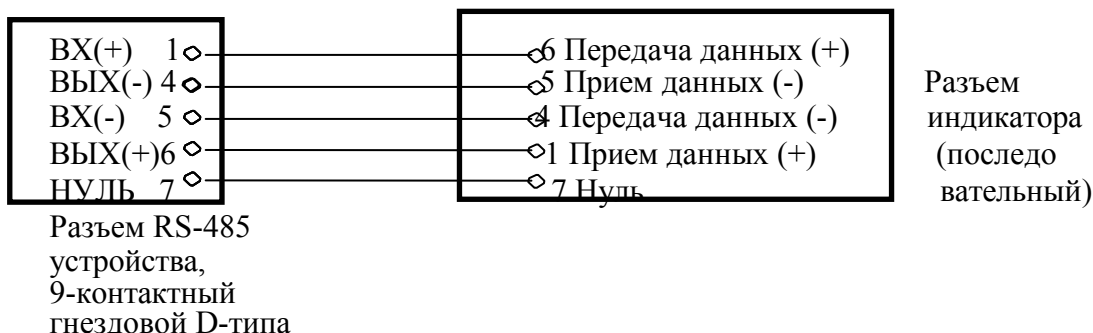 ВХ(+) 1
ВЫХ(-) 4
ВХ(-) 5
ВЫХ(+)6
НУЛЬ 7
Разъем RS-485
устройства,
9-контактный
гнездовой D-типа
6 Передача данных (+)
5 Прием данных (-)
4 Передача данных (-)
1 Прием данных (+)
7 Нуль
Разъем
индикатора
(последо
вательный)